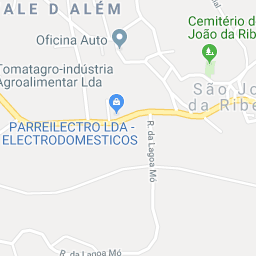 ALE D ALÉM
Cemitério d
João da Ribe
Oficina Auto
Tomatagro-indústria
Agroalimentar Lda
São Jo
da Ribe
PARREILECTRO LDA -
ELECTRODOMESTICOS
R. da Lagoa Mó
R. da Lagoa Mó